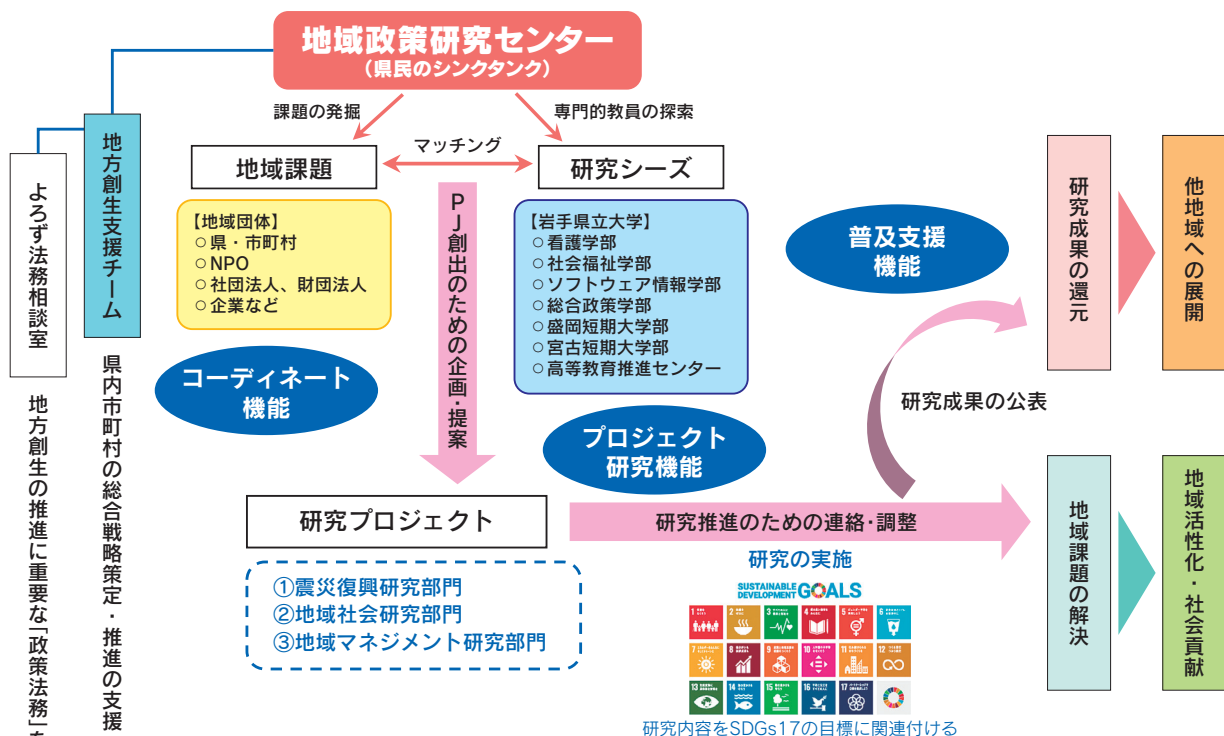 地域政策研究センター
(県民のシンクタンク)
課題の発掘
専門的教員の探索
地域課題
マッチング
研究シーズ
【地域団体】
○県・市町村
○NPO
○社団法人、財団法人
○企業など
【岩手県立大学】
○看護学部
○社会福祉学部
○ソフトウェア情報学部
○総合政策学部
○盛岡短期大学部
○宮古短期大学部
○高等教育推進センター
PJ創出のための企画・提案
コーディネート
機能
プロジェクト
研究機能
普及支援
機能
研究プロジェクト
①震災復興研究部門
②地域社会研究部門
③地域マネジメント研究部門
研究推進のための連絡・調整
研究の実施
SUSTAINABLE
DEVELOPMENT GOALS
1
2
3
4
5
6
7
8
9
10
11
12
13
14
15
16
17
研究内容をSDGs17の目標に関連付ける
研究成果の公表
研究成果の還元
他地域への展開
地域課題の解決
地域活性化・社会貢献
地方創生支援チーム
県内市町村の総合戦略策定・推進の支援
よろず法務相談室
地方創生の推進に重要な「政策法務」を